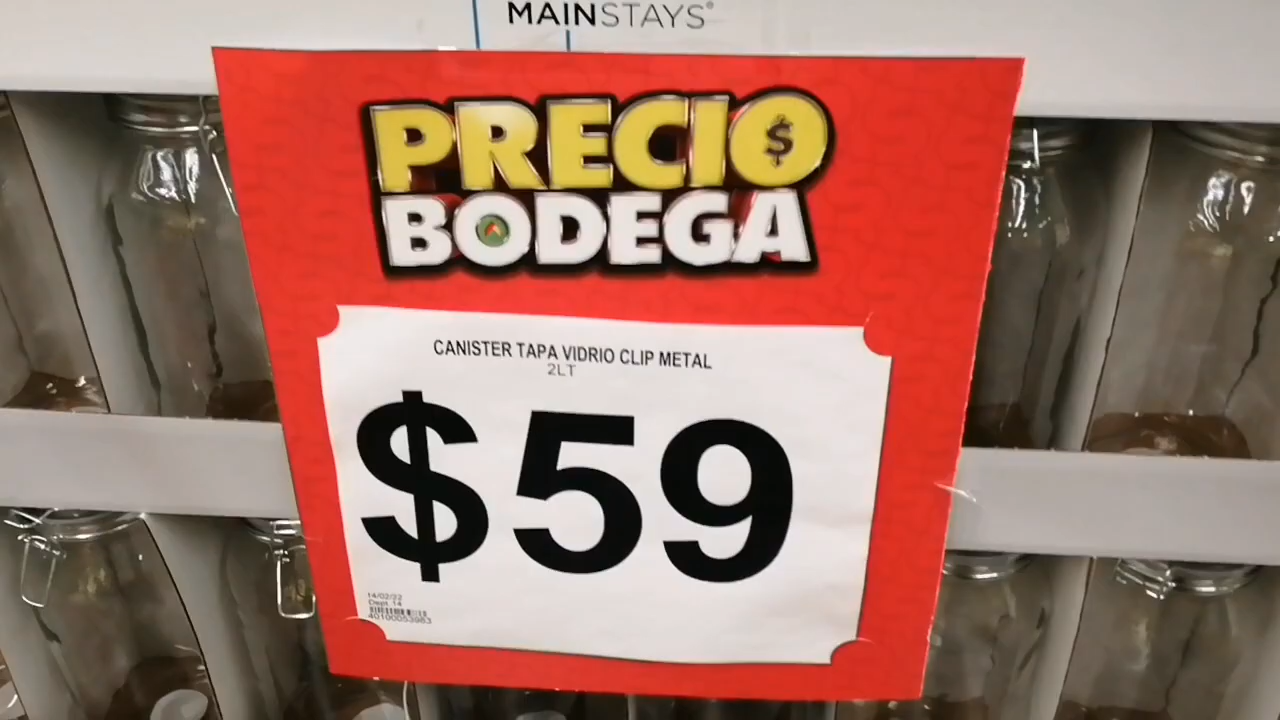 MAINSTAYS®
PRECIO
BODEGA
CANISTER TAPA VIDRIO CLIP METAL
2LT
$59
14/02/22
Dept 14
40100053983